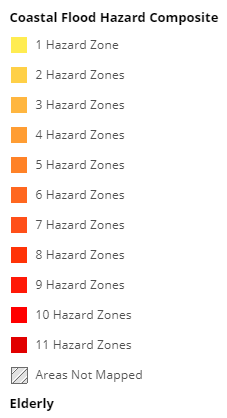 Coastal Flood Hazard Composite
1 Hazard Zone
2 Hazard Zones
3 Hazard Zones
4 Hazard Zones
5 Hazard Zones
6 Hazard Zones
7 Hazard Zones
8 Hazard Zones
9 Hazard Zones
10 Hazard Zones
11 Hazard Zones
Areas Not Mapped
Elderly